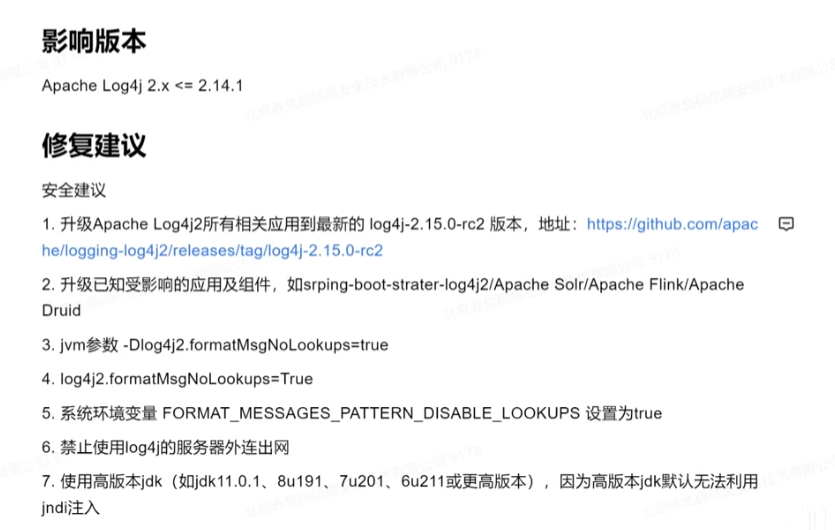 影响版本
Apache Log4j 2.x <= 2.14.1
修复建议
安全建议
1. 升级Apache Log4j2所有相关应用到最新的 log4j-2.15.0-rc2 版本，地址：https://github.com/apac
he/logging-log4j2/releases/tag/log4j-2.15.0-rc2
2. 升级已知受影响的应用及组件，如srping-boot-strater-log4j2/Apache Solr/Apache Flink/Apache
Druid
3. jvm参数 -Dlog4j2.formatMsgNoLookups=true
4. log4j2.formatMsgNoLookups=True
5. 系统环境变量 FORMAT_MESSAGES_PATTERN_DISABLE_LOOKUPS 设置为true
6. 禁止使用log4j的服务器外连出网
7. 使用高版本jdk（如jdk11.0.1、8u191、7u201、6u211或更高版本），因为高版本jdk默认无法利用
jndi注入